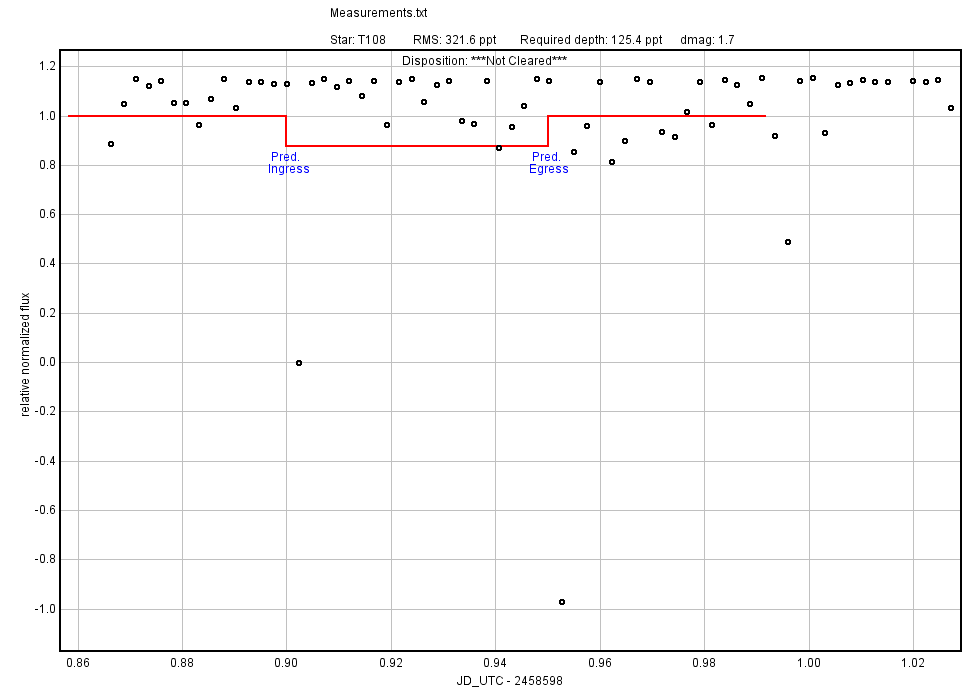 Measurements.txt
Star: T108 RMS: 321.6 ppt Required depth: 125.4 ppt dmag: 1.7
Disposition: ***Not Cleared***
1.2
1.0
0.8
0.6
0.4
0.2
0.0
-0.2
-0.4
-0.6
-0.8
-1.0
relative normalized flux
Pred.
Ingress
Pred.
Egress
0.86 0.88 0.90 0.92 0.94 0.96 0.98 1.00 1.02
JD_UTC - 2458598